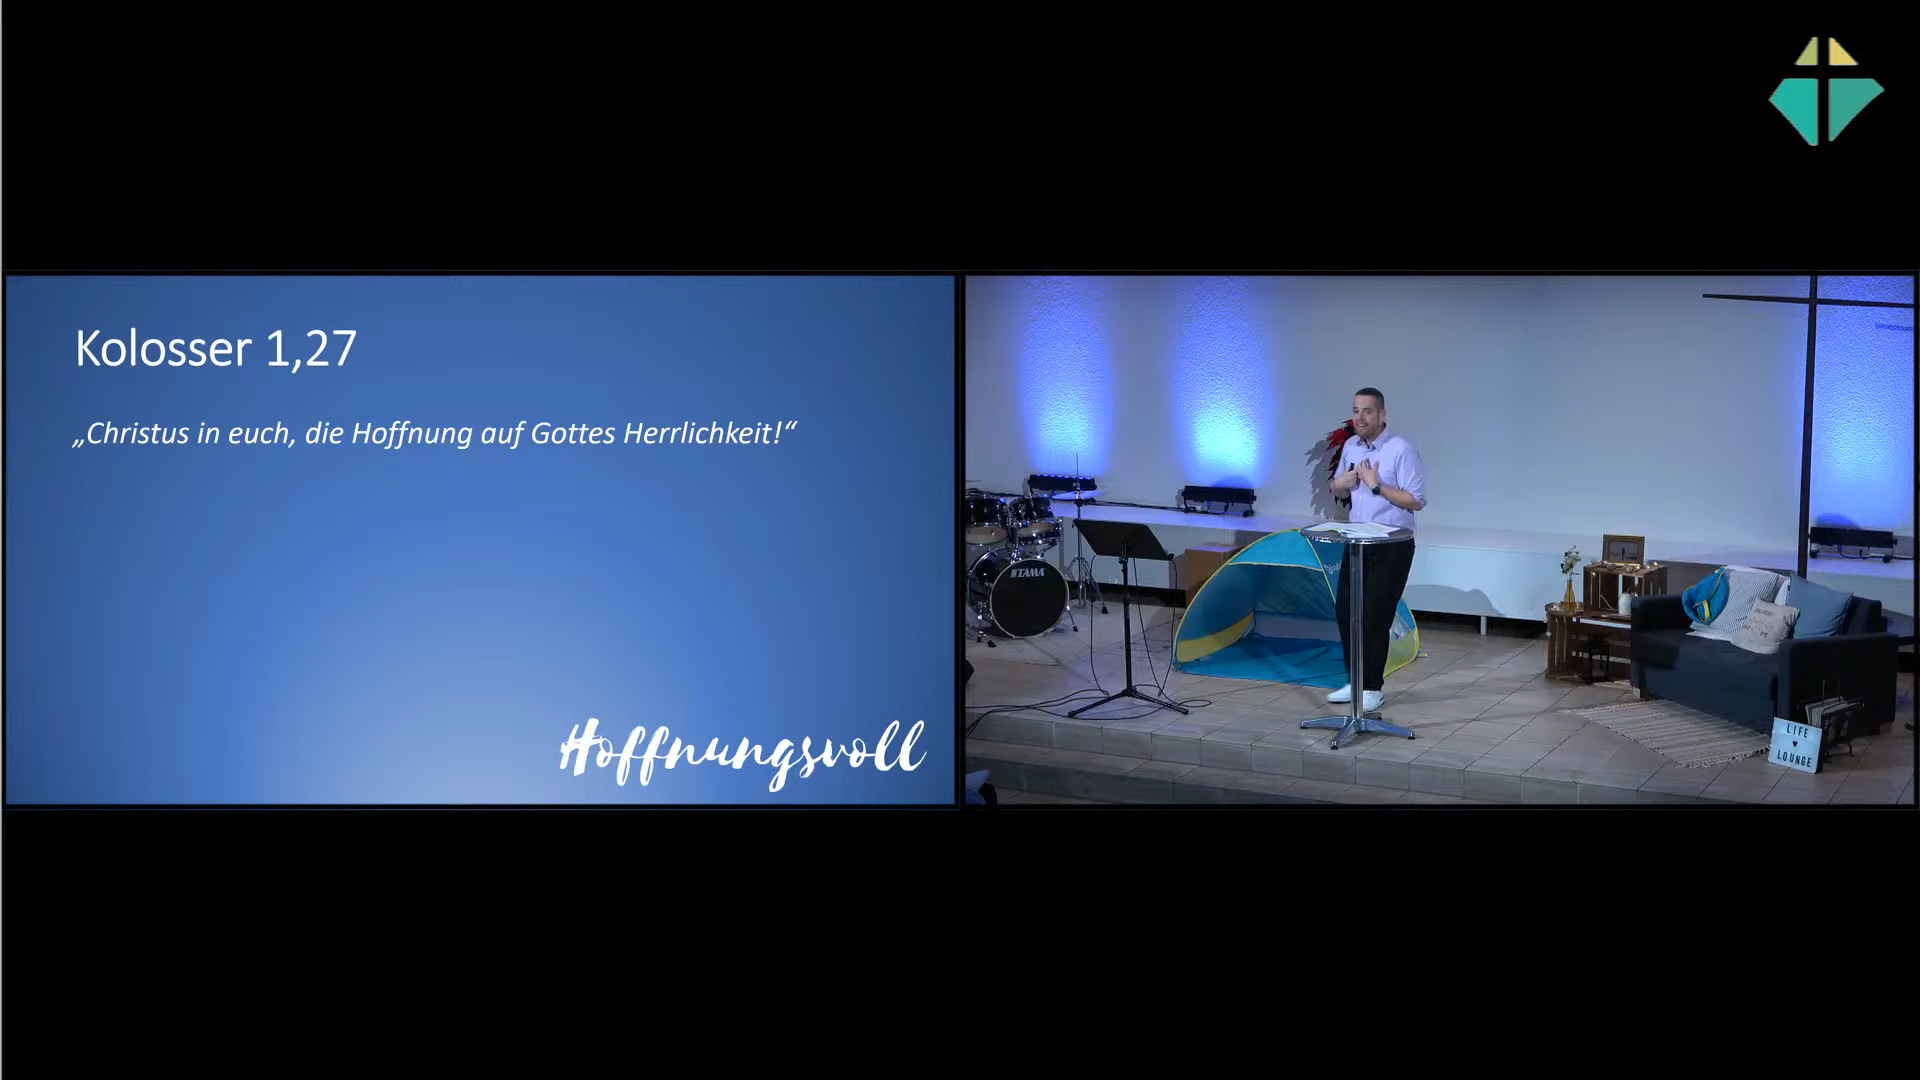 Kolosser 1,27
„Christus in euch, die Hoffnung auf Gottes Herrlichkeit!“
Hoffnungsvoll
TAMA
LIFE
♥
LOUNGE